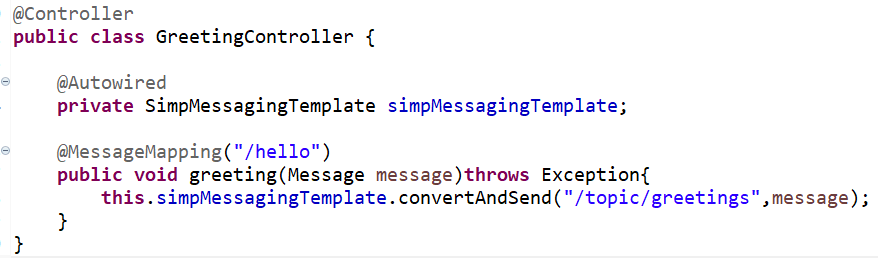 @Controller
public class GreetingController {
@Autowired
private SimpMessagingTemplate simpMessagingTemplate;
@MessageMapping("/hello")
public void greeting(Message message)throws Exception{
this.simpMessagingTemplate.convertAndSend("/topic/greetings",message);
}
}